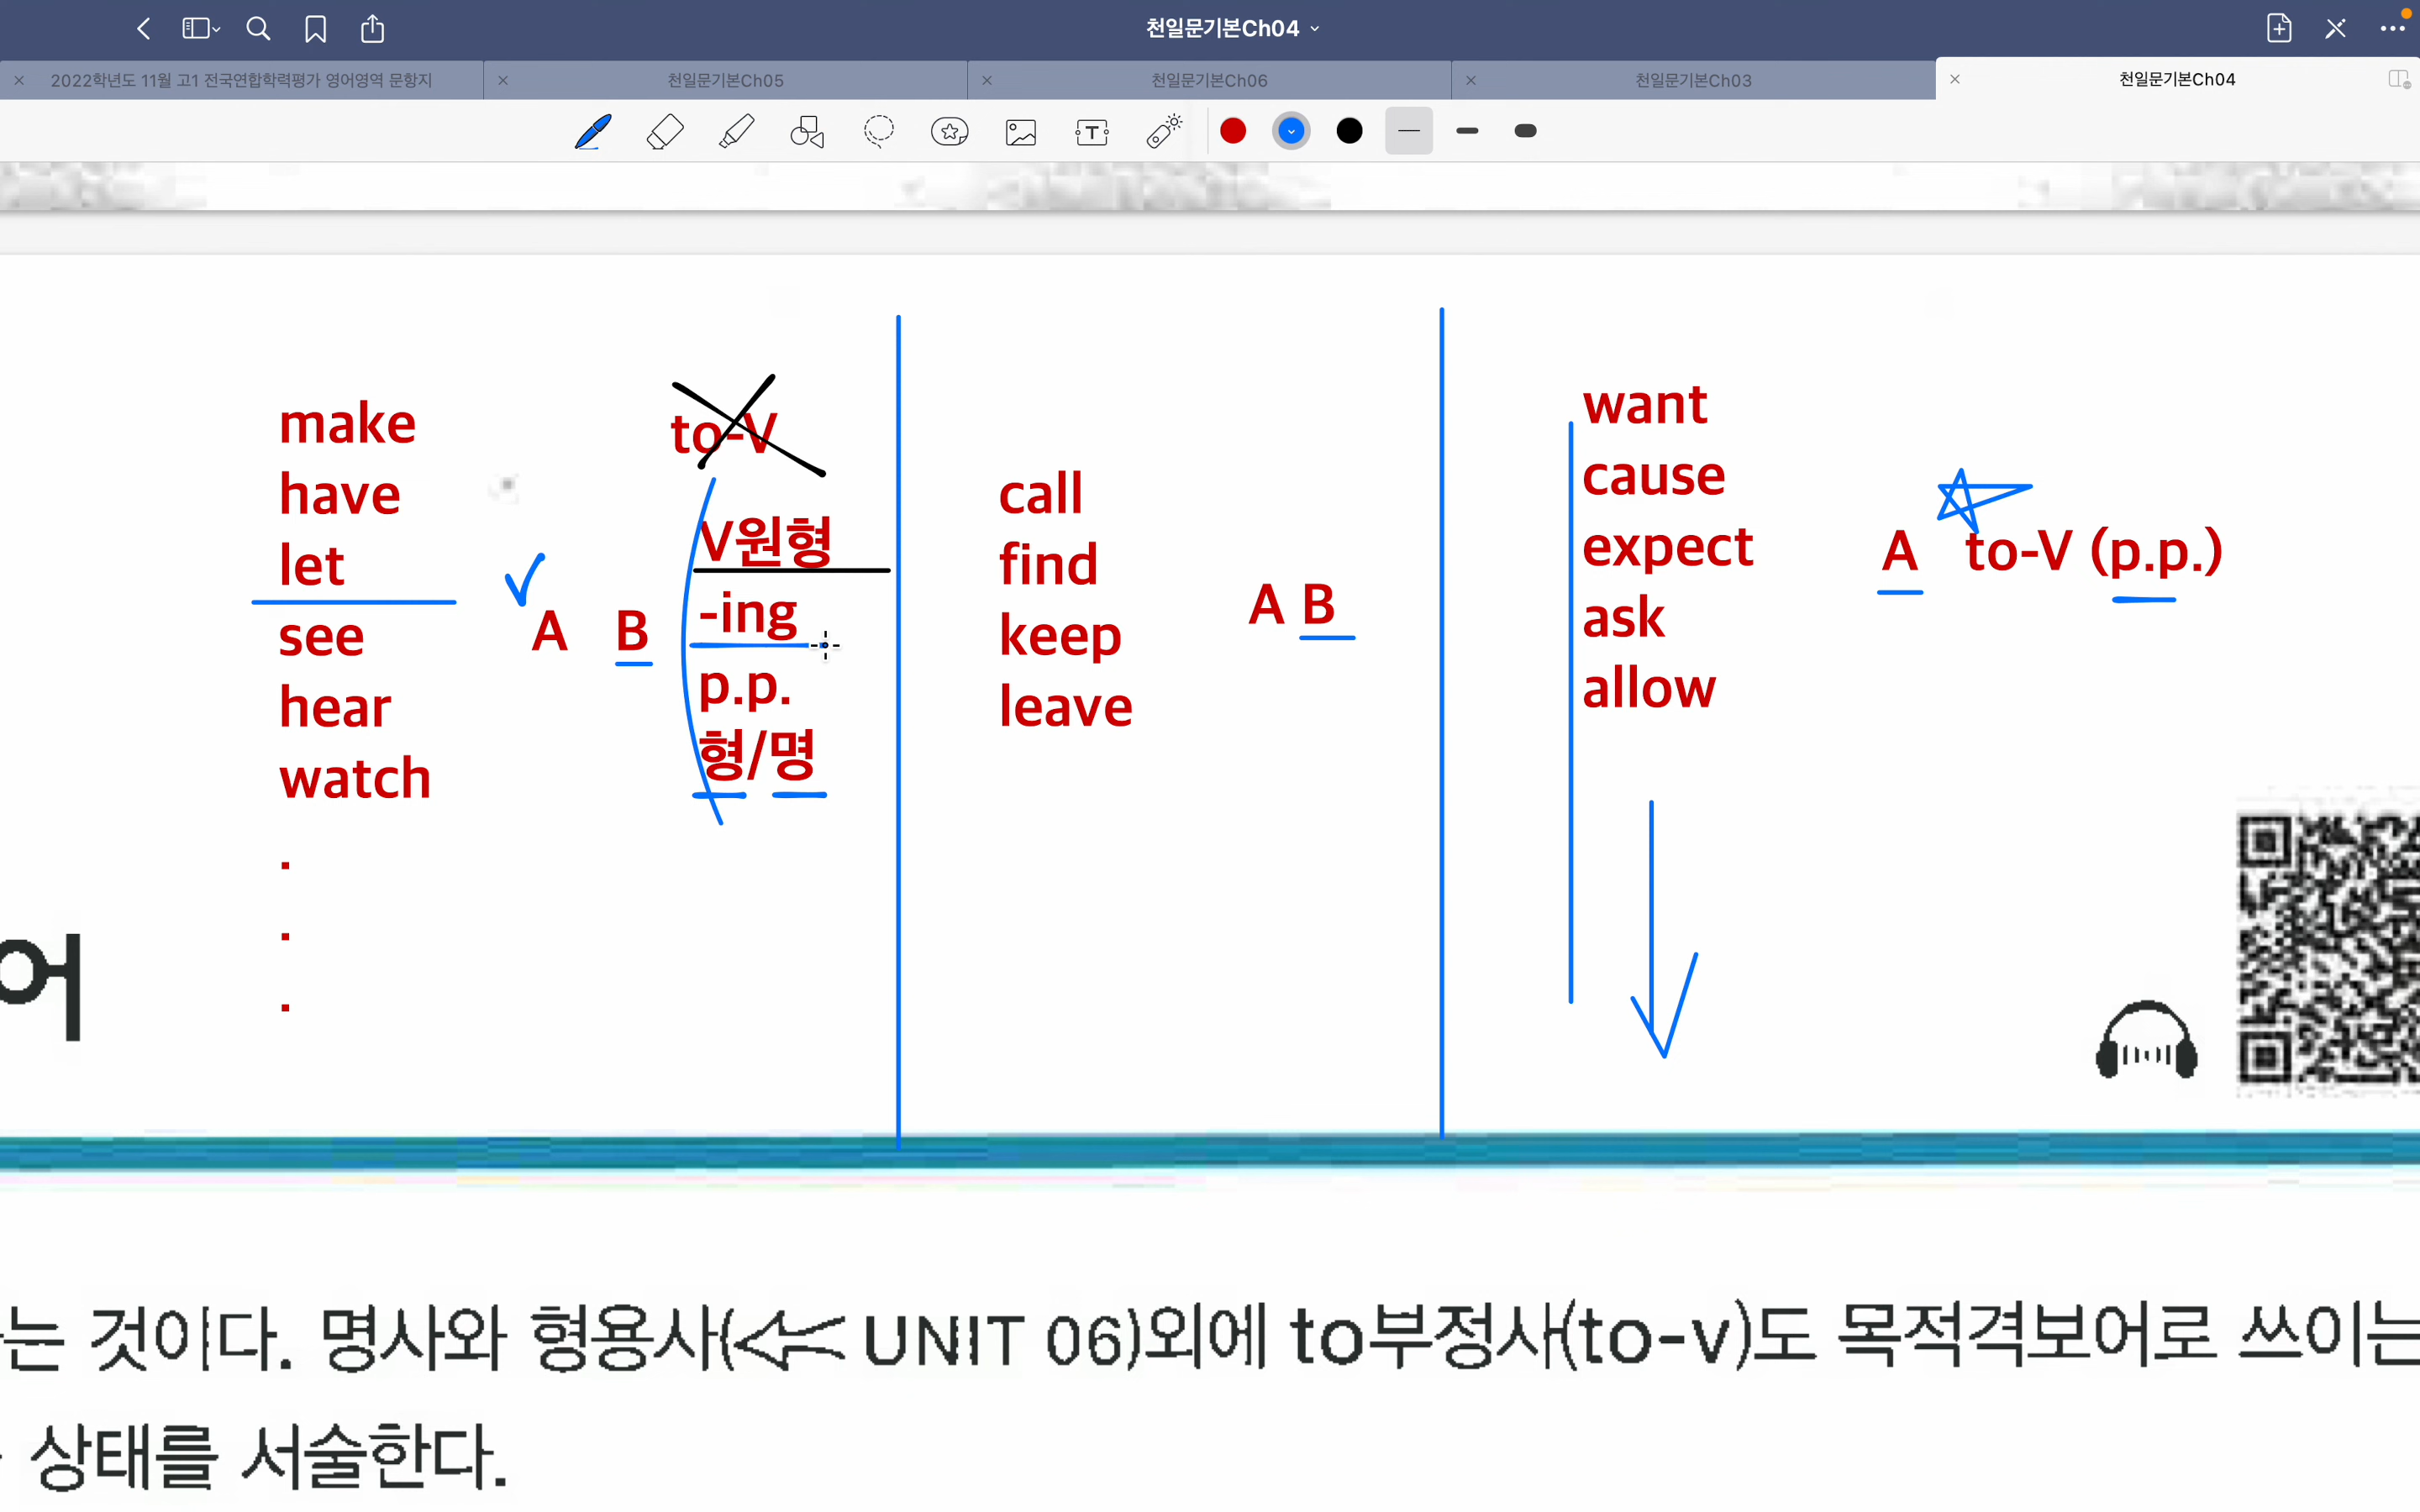 천일문기본Ch04
2022학년도 11월 고1 전국연합학력평가 영어영역 문항지
천일문기본Ch05
천일문기본Ch06
천일문기본Ch03
천일문기본Ch04
make
have
let
see
hear
watch
.
.
.
A B
to-V
V원형
-ing
p.p.
형/명
call
find
keep
leave
A B
want
cause
expect
ask
allow
A to-V (p.p.)
어
는 것이다. 명사와 형용사(≪ UNIT 06)외에 to부정사(to-v)도 목적격보어로 쓰이는
상태를 서술한다.